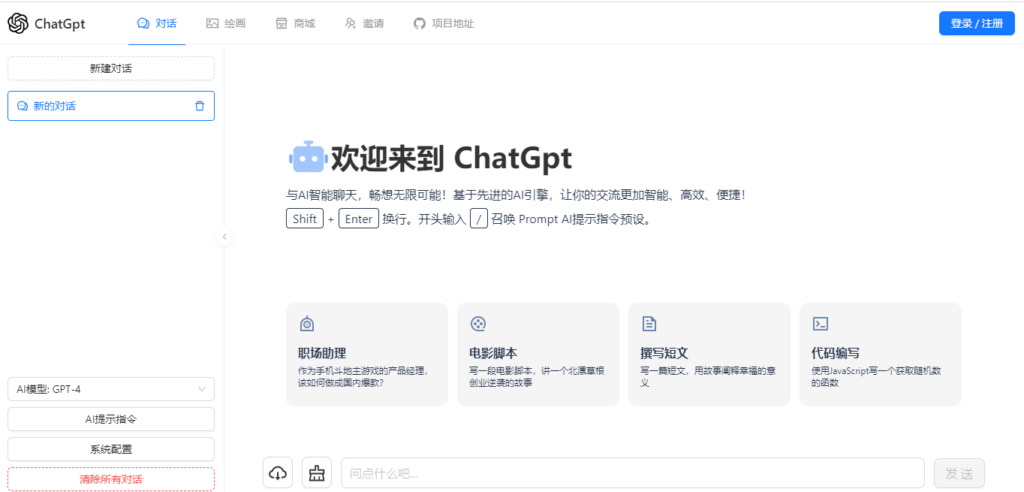 ChatGpt
对话
绘画
商城
邀请
项目地址
登录 / 注册
新建对话
新的对话
欢迎来到 ChatGpt
与AI智能聊天，畅想无限可能！基于先进的AI引擎，让你的交流更加智能、高效、便捷！
Shift + Enter 换行。开头输入 / 召唤 Prompt AI提示指令预设。
职场助理
作为手机斗地主游戏的产品经理，
该如何做成国内爆款？
电影脚本
写一段电影脚本，讲一个北漂草根
创业逆袭的故事
撰写短文
写一篇短文，用故事阐释幸福的意
义
代码编写
使用JavaScript写一个获取随机数
的函数
AI模型: GPT-4
AI提示指令
系统配置
清除所有对话
问点什么吧...
发 送